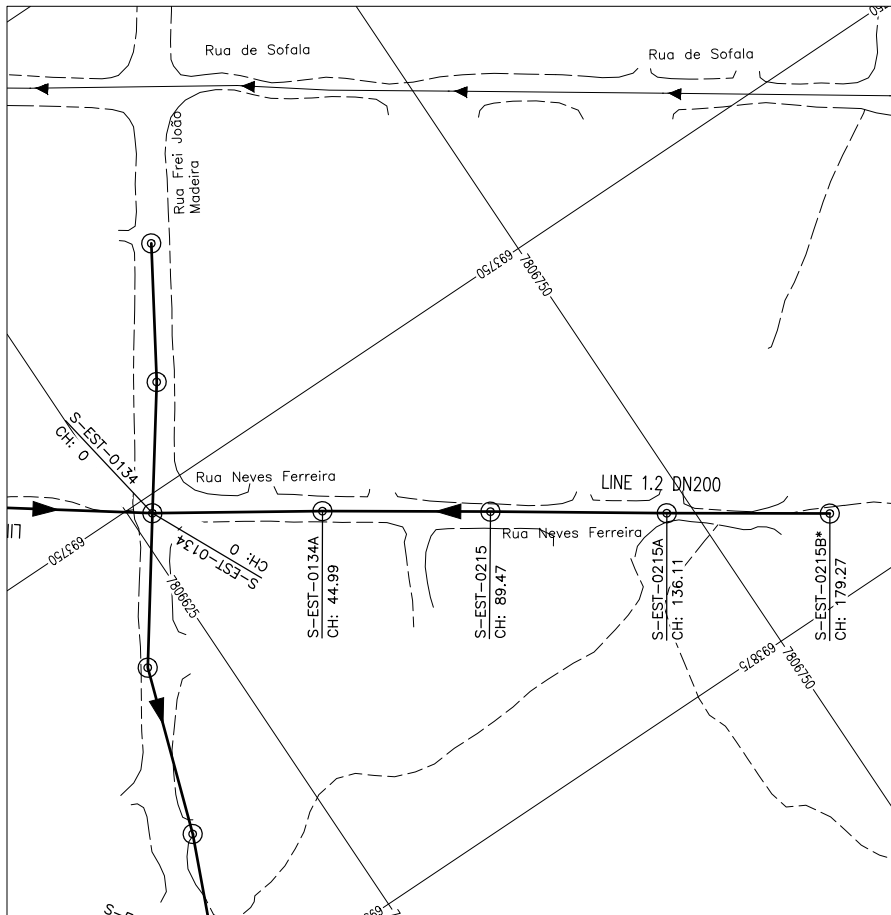 Rua de Sofala
Rua de Sofala
Rua Frei João
Madeira
693750
7806750
S-EST-0134
CH: 0
Rua Neves Ferreira
LINE 1.2 DN200
Rua Neves Ferreira
693750
7806625
S-EST-0134
CH: 0
S-EST-0134A
CH: 44.99
S-EST-0215
CH: 89.47
S-EST-0215A
CH: 136.11
S-EST-0215B*
CH: 179.27
693875
7806750